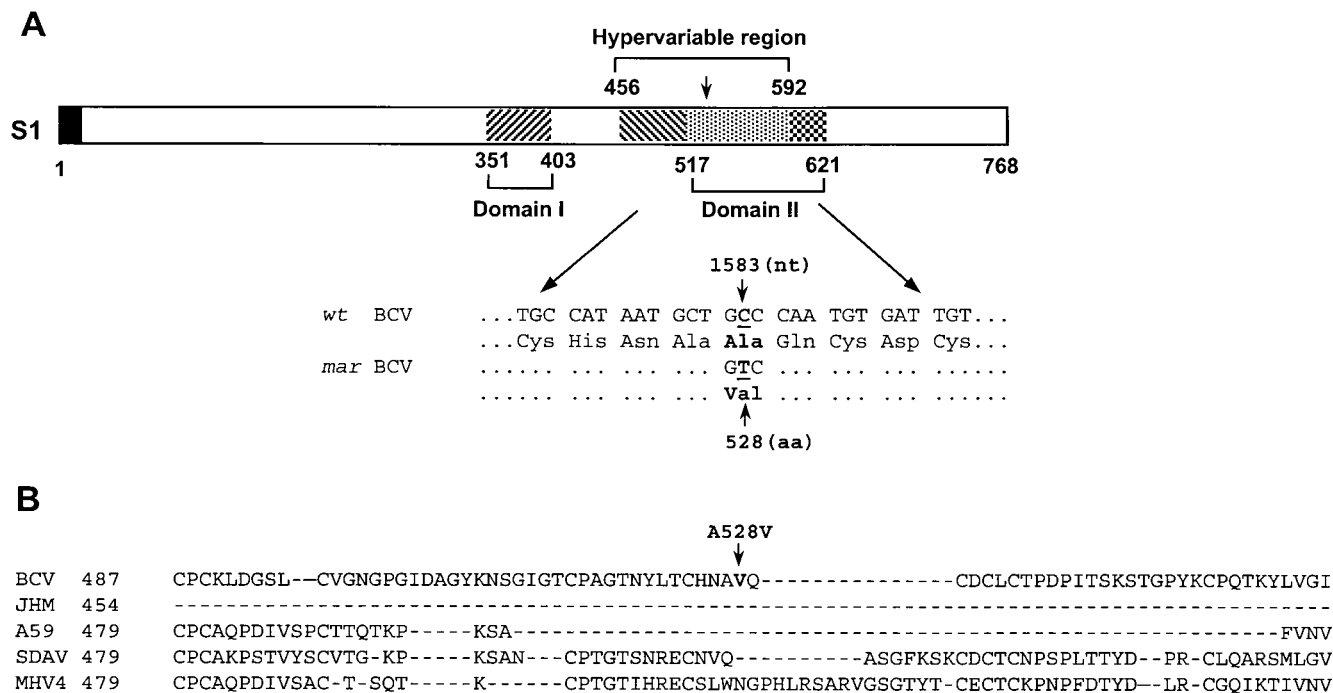 A
Hypervariable region
456 592
S1
1 351 403 517 621 768
Domain I Domain II
1583(nt)
wt BCV ...TGC CAT AAT GCT GCC CAA TGT GAT TGT...
...Cys His Asn Ala Ala Gln Cys Asp Cys...
mar BCV ...... ... ... ... GTC ... ... ... ......
...... ... ... ... Val ... ... ... ......
528(aa)
B
A528V
BCV 487 CPCKLDGSL--CVGNGPGIDAGYKNSGIGTCPAGTNYLTCHNAVQ---------------CDCLCTPDPITSKSTGPYKCPQTKYLVGI
JHM 454 -----------------------------------------------------------------------------------------
A59 479 CPCAQPDIVSPCTTQTKP-----KSA-----------------------------------------------------------FVNV
SDAV 479 CPCAKPSTVYSCVTG-KP-----KSAN---CPTGTSNRECNVQ----------ASGFKSKCDCTCNPSPLTTYD--PR-CLQARSMLGV
MHV4 479 CPCAQPDIVSAC-T-SQT-----K------CPTGTIHRECSLWNGPHLRSARVGSGTYT-CECTCKPNPFDTYD--LR-CGQIKTIVNV